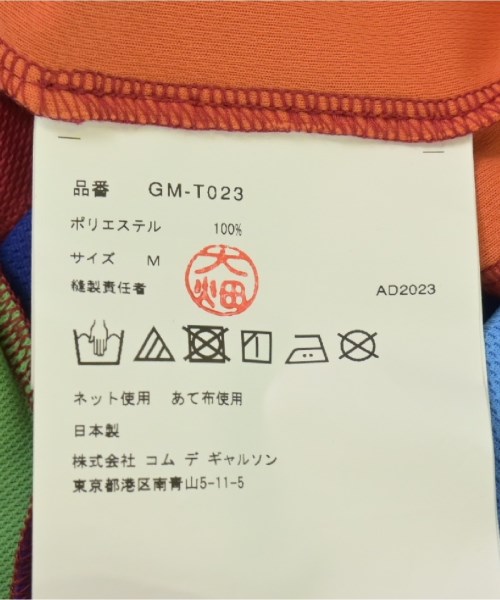 品番 GM-T023
ポリエステル 100%
サイズ M
縫製責任者 大畑 AD2023
ネット使用 あて布使用
日本製
株式会社 コム デ ギャルソン
東京都港区南青山5-11-5